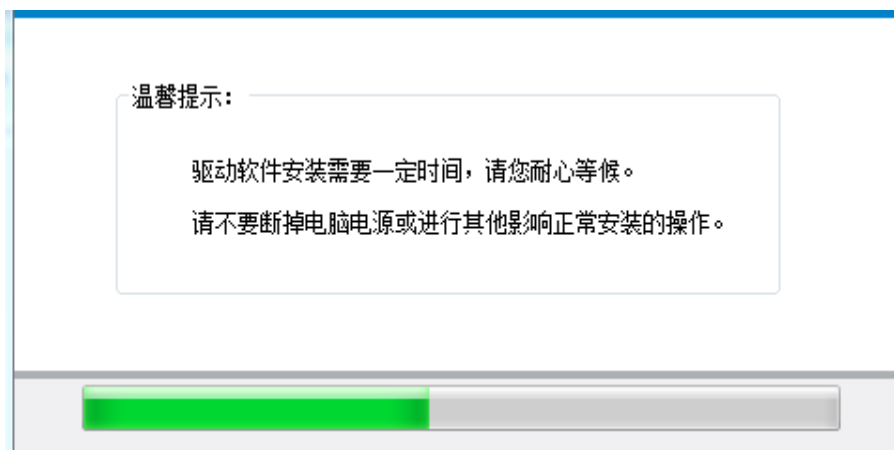 温馨提示：
驱动软件安装需要一定时间，请您耐心等候。
请不要断掉电脑电源或进行其他影响正常安装的操作。